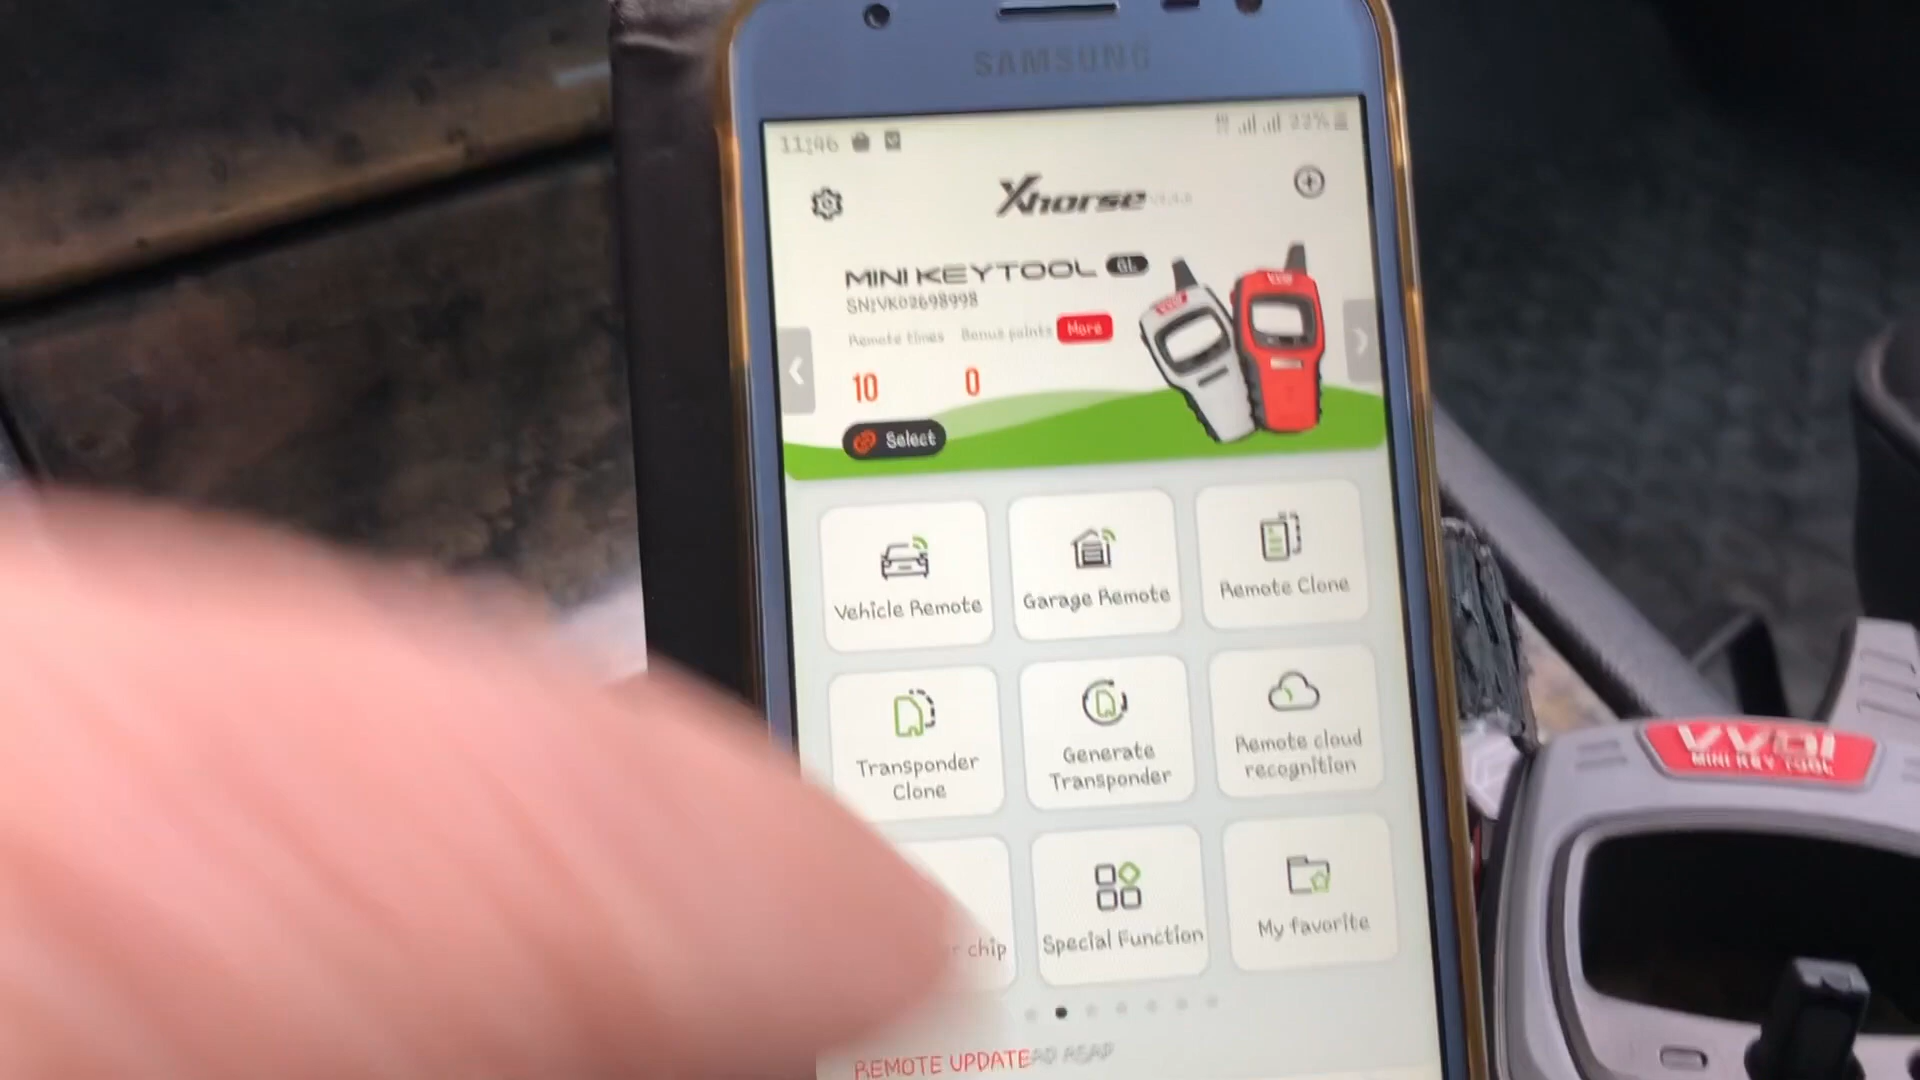 SAMSUNG
11:46
22%
Xhorse
MINI KEYTOOL GL
SN:VK02698998
Remote times Bonus points More
10 0
Select
Vehicle Remote
Garage Remote
Remote Clone
Transponder
Clone
Generate
Transponder
Remote cloud
recognition
chip
Special Function
My favorite
REMOTE UPDATE
VVDI
MINI KEY TOOL